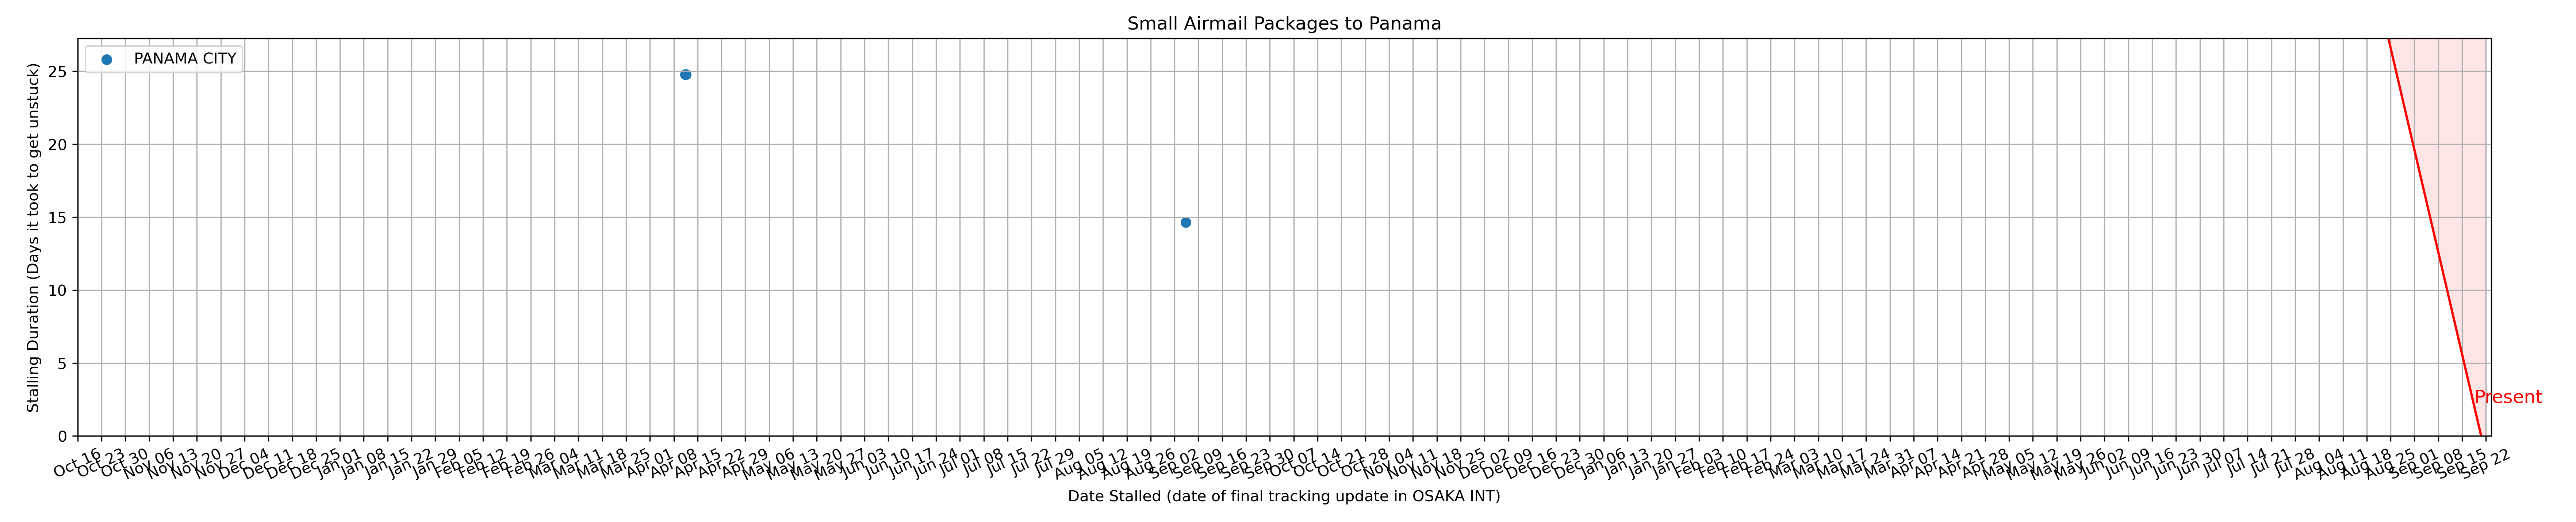 Small Airmail Packages to Panama
PANAMA CITY
Stalling Duration (Days it took to get unstuck)
25
20
15
10
5
0
Present
Oct 16 Oct 23 Oct 30 Nov 06 Nov 13 Nov 20 Nov 27 Dec 04 Dec 11 Dec 18 Dec 25 Jan 01 Jan 08 Jan 15 Jan 22 Jan 29 Feb 05 Feb 12 Feb 19 Feb 26 Mar 04 Mar 11 Mar 18 Mar 25 Apr 01 Apr 08 Apr 15 Apr 22 Apr 29 May 06 May 13 May 20 May 27 Jun 03 Jun 10 Jun 17 Jun 24 Jul 01 Jul 08 Jul 15 Jul 22 Jul 29 Aug 05 Aug 12 Aug 19 Aug 26 Sep 02 Sep 09 Sep 16 Sep 23 Sep 30 Oct 07 Oct 14 Oct 21 Oct 28 Nov 04 Nov 11 Nov 18 Nov 25 Dec 02 Dec 09 Dec 16 Dec 23 Dec 30 Jan 06 Jan 13 Jan 20 Jan 27 Feb 03 Feb 10 Feb 17 Feb 24 Mar 03 Mar 10 Mar 17 Mar 24 Mar 31 Apr 07 Apr 14 Apr 21 Apr 28 May 05 May 12 May 19 May 26 Jun 02 Jun 09 Jun 16 Jun 23 Jun 30 Jul 07 Jul 14 Jul 21 Jul 28 Aug 04 Aug 11 Aug 18 Aug 25 Sep 01 Sep 08 Sep 15 Sep 22
Date Stalled (date of final tracking update in OSAKA INT)